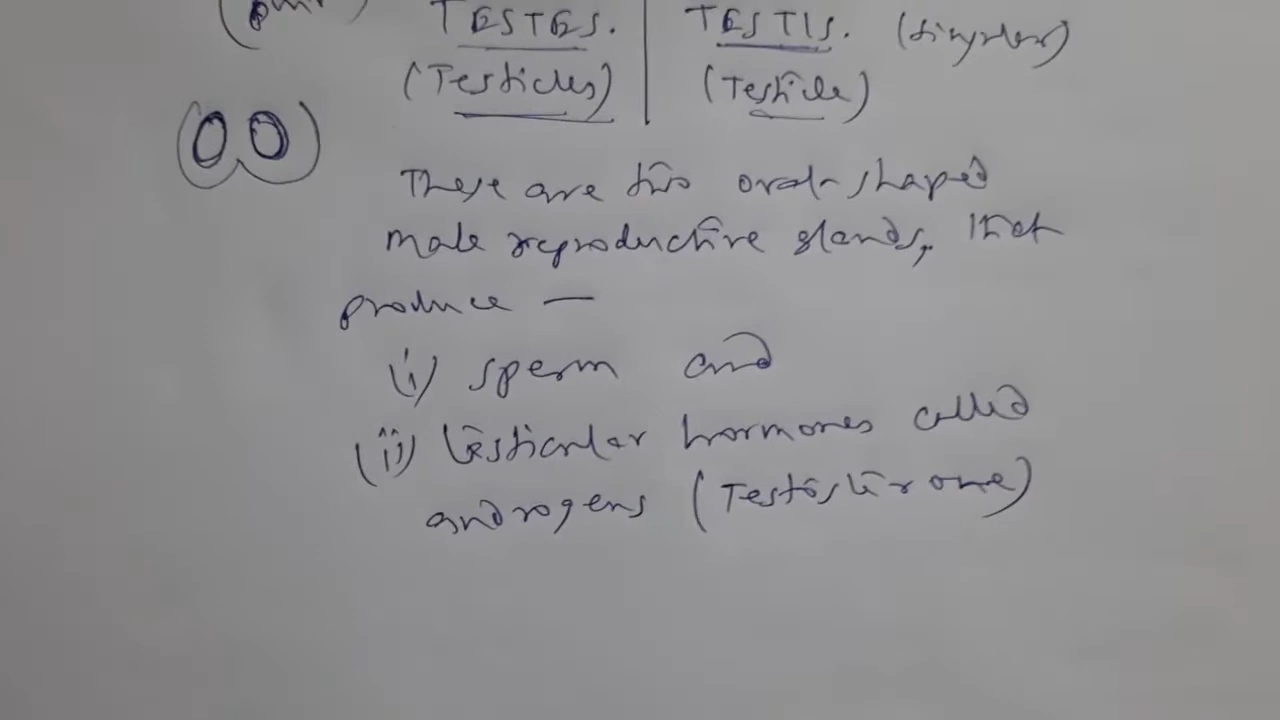 TESTES. | TESTIS. (singular)
(Testicles) | (Testicle)
These are two oval-shaped
male reproductive glands, that
produce —
(i) sperm and
(ii) testicular hormones called
androgens (Testosterone)